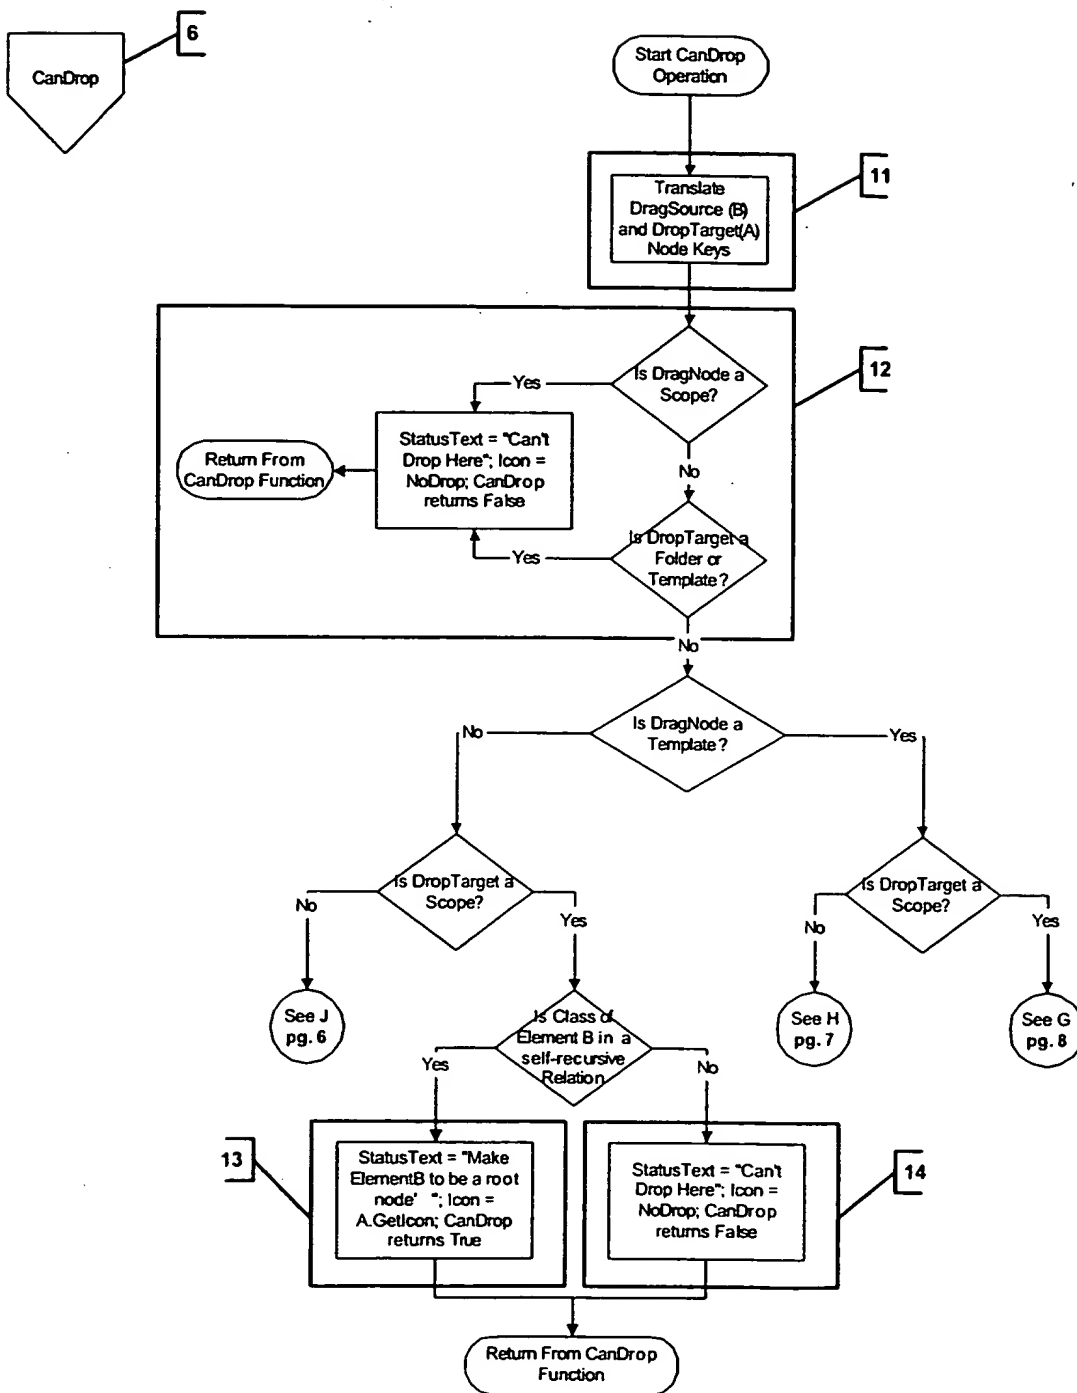 6
CanDrop
Start CanDrop
Operation
11
Translate
DragSource (B)
and DropTarget(A)
Node Keys
12
Is DragNode a
Scope?
Yes
StatusText = "Can't
Drop Here"; Icon =
NoDrop; CanDrop
returns False
Return From
CanDrop Function
No
Is DropTarget a
Folder or
Template?
Yes
No
Is DragNode a
Template?
No
Yes
Is DropTarget a
Scope?
No
Yes
Is DropTarget a
Scope?
No
Yes
See J
pg. 6
Is Class of
Element B in a
self-recursive
Relation
See H
pg. 7
See G
pg. 8
Yes
No
13
StatusText = "Make
ElementB to be a root
node' "; Icon =
A.GetIcon; CanDrop
returns True
StatusText = "Can't
Drop Here"; Icon =
NoDrop; CanDrop
returns False
14
Return From CanDrop
Function